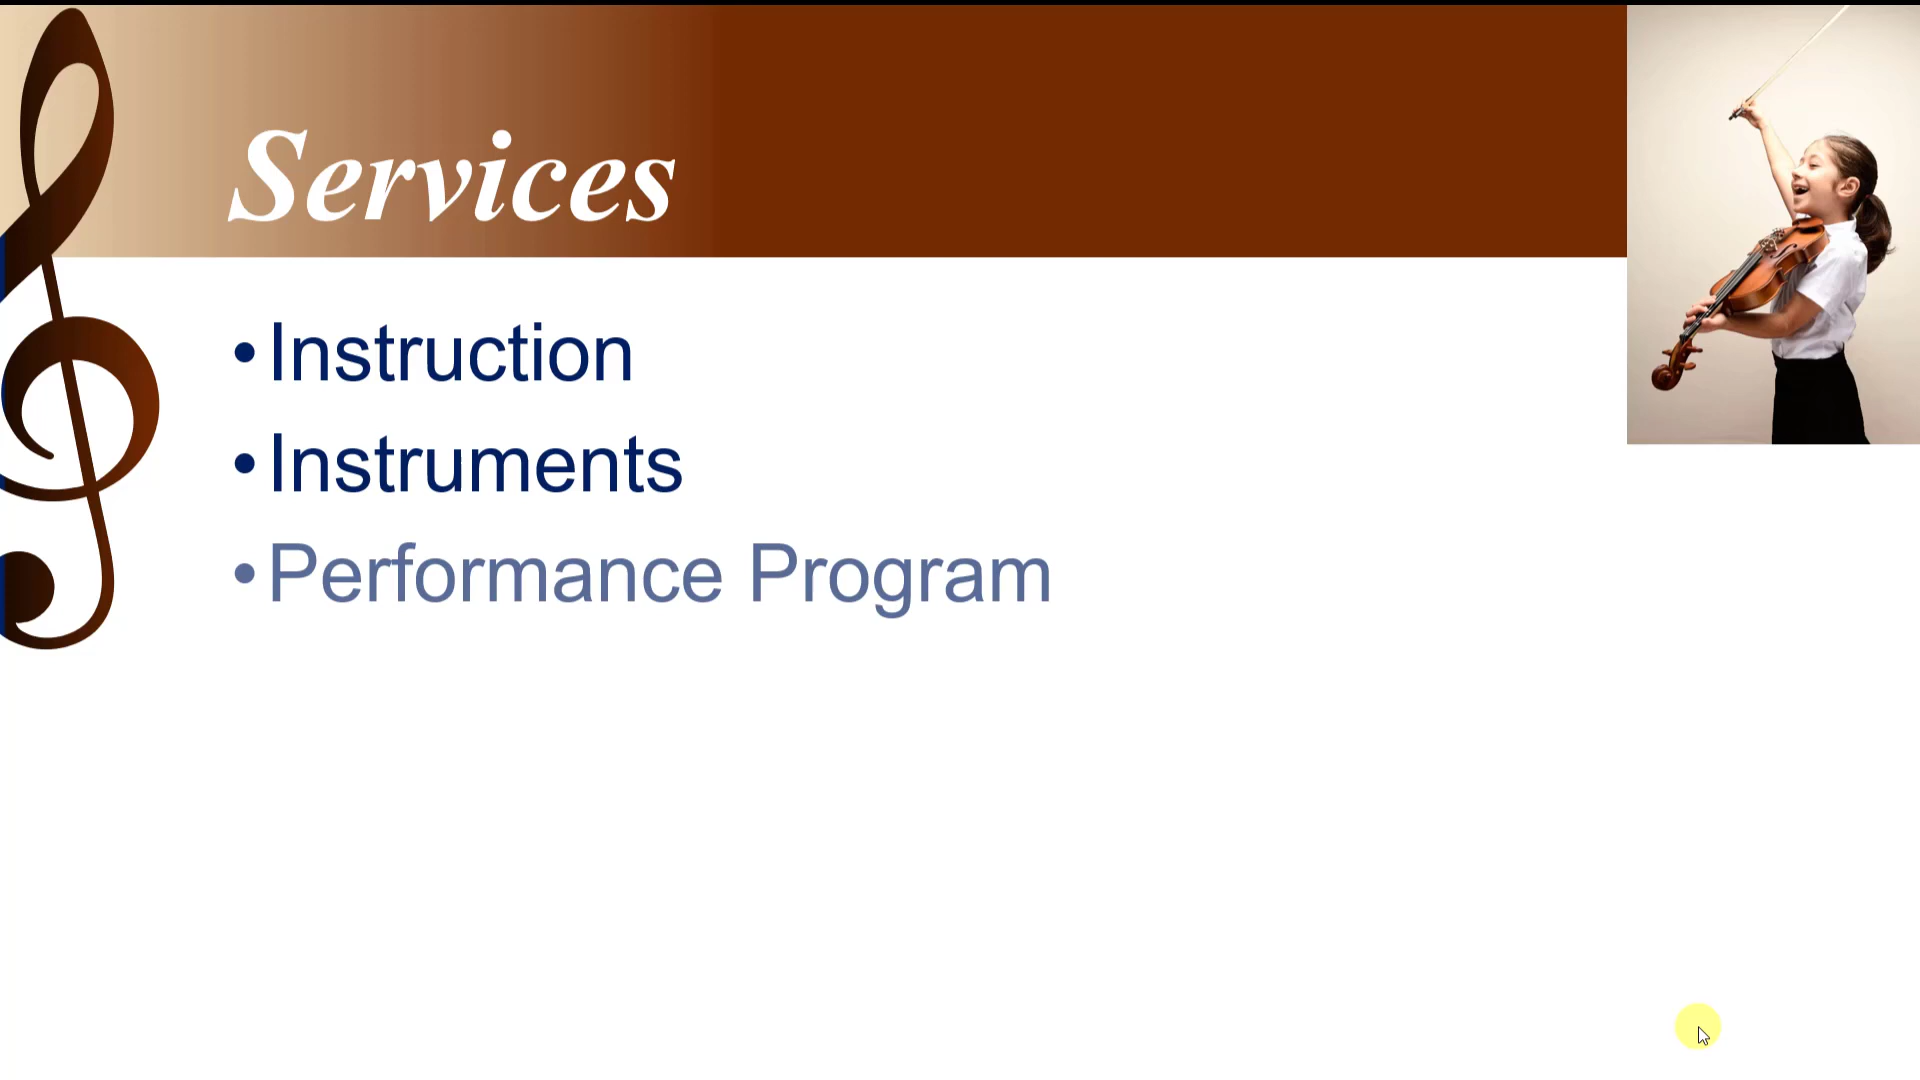 Services
•Instruction
•Instruments
•Performance Program